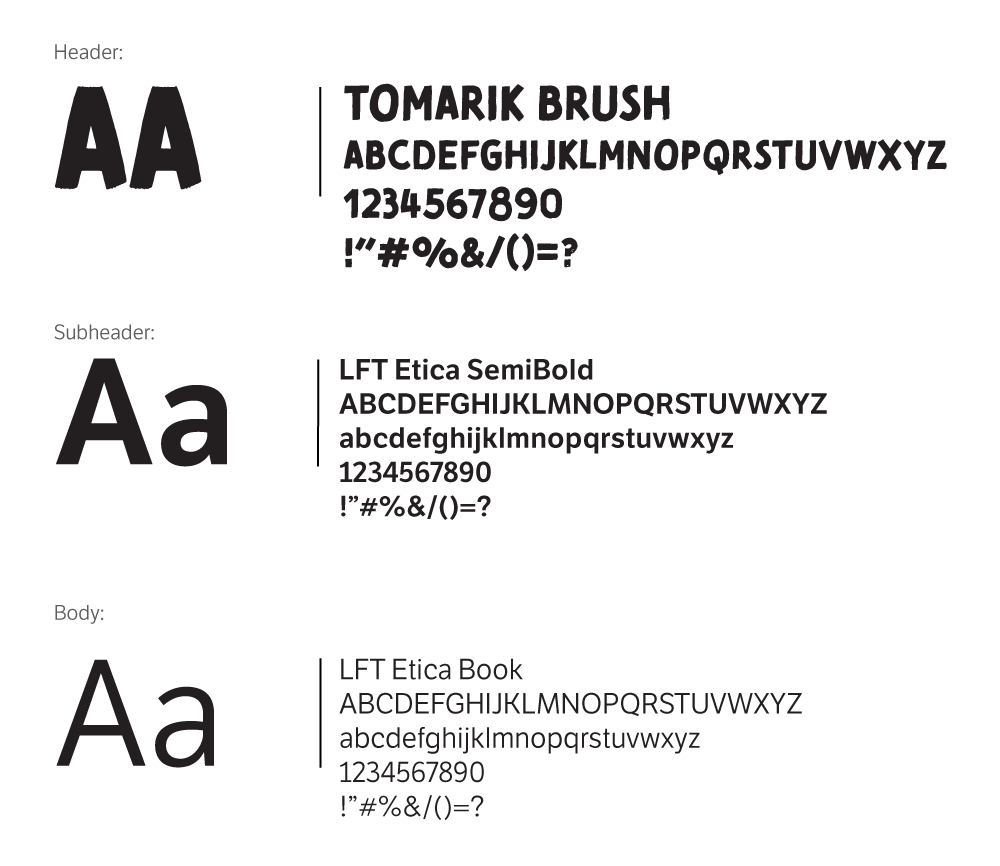 Header:
AA
TOMARIK BRUSH
ABCDEFGHIJKLMNOPQRSTUVWXYZ
1234567890
!"#%&/()=?
Subheader:
Aa
LFT Etica SemiBold
ABCDEFGHIJKLMNOPQRSTUVWXYZ
abcdefghijklmnopqrstuvwxyz
1234567890
!”#%&/()=?
Body:
Aa
LFT Etica Book
ABCDEFGHIJKLMNOPQRSTUVWXYZ
abcdefghijklmnopqrstuvwxyz
1234567890
!”#%&/()=?